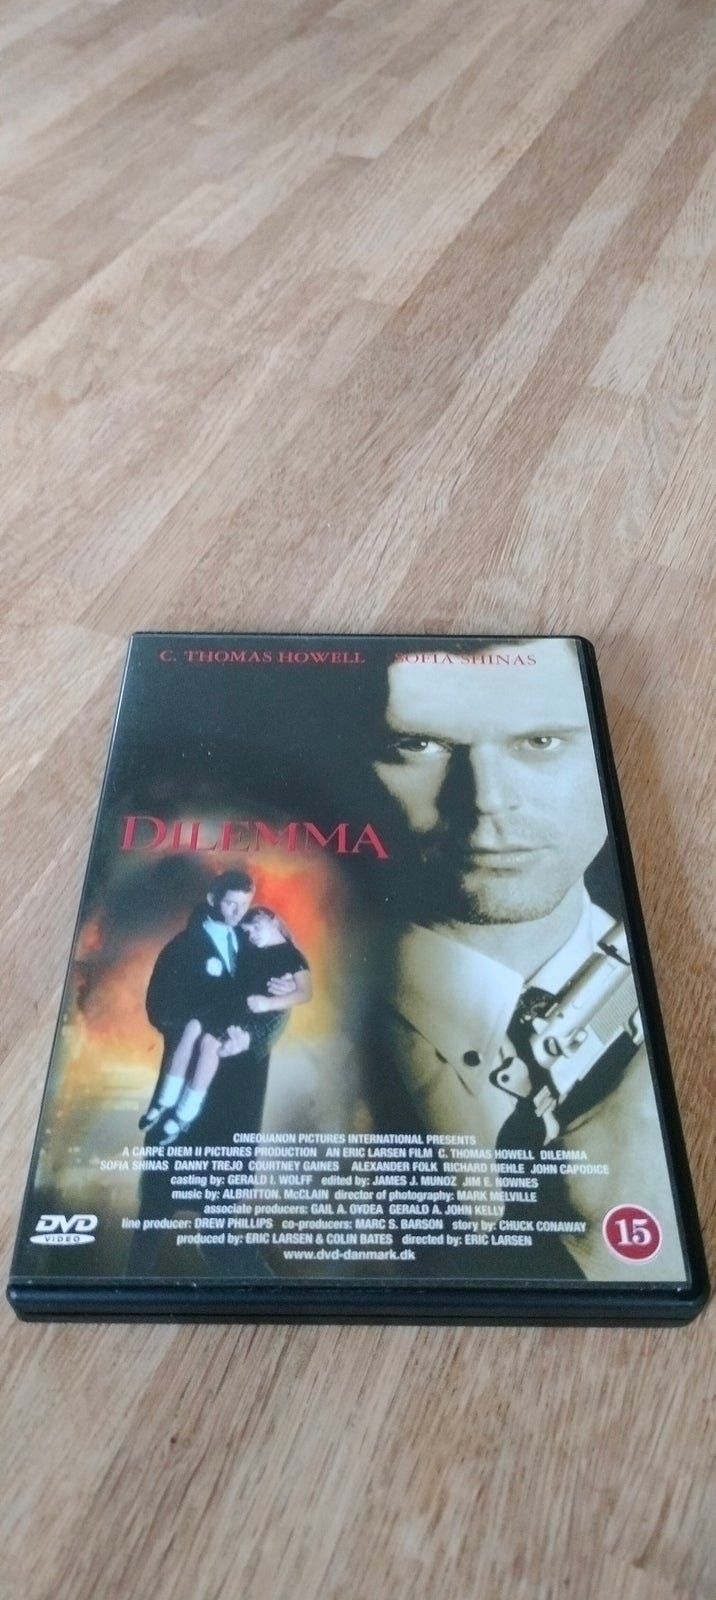 C. THOMAS HOWELL SOFIA SHINAS
DILEMMA
CINEQUANON PICTURES INTERNATIONAL PRESENTS
A CARPE DIEM II PICTURES PRODUCTION AN ERIC LARSEN FILM C. THOMAS HOWELL DILEMMA
SOFIA SHINAS DANNY TREJO COURTNEY GAINES ALEXANDER FOLK RICHARD RIEHLE JOHN CAPODICE
casting by: GERALD I. WOLFF edited by: JAMES J. MUNOZ JIM E. NOWNES
music by: ALBRITTON. McCLAIN director of photography: MARK MELVILLE
associate producers: GAIL A. OVDEA GERALD A. JOHN KELLY
line producer: DREW PHILLIPS co-producers: MARC S. BARSON story by: CHUCK CONAWAY
produced by: ERIC LARSEN & COLIN BATES directed by: ERIC LARSEN
www.dvd-danmark.dk
DVD
VIDEO
15